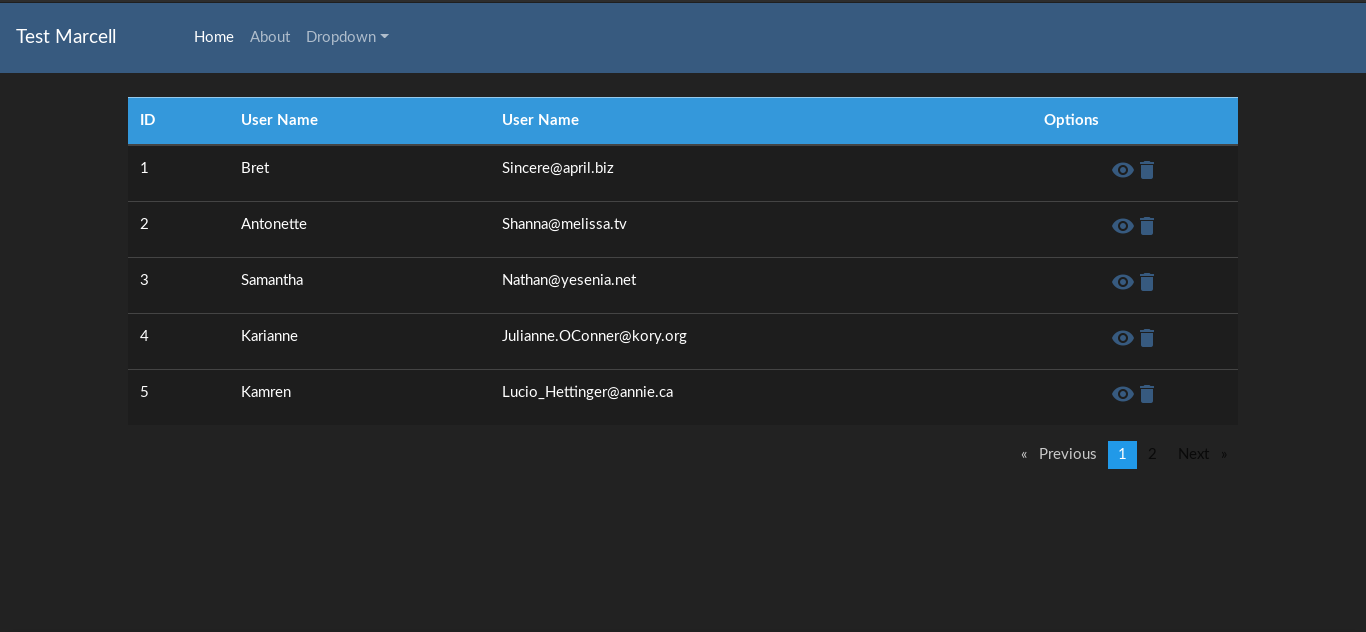 Test Marcell Home About Dropdown
ID User Name User Name Options
1 Bret Sincere@april.biz
2 Antonette Shanna@melissa.tv
3 Samantha Nathan@yesenia.net
4 Karianne Julianne.OConner@kory.org
5 Kamren Lucio_Hettinger@annie.ca
« Previous 1 2 Next »